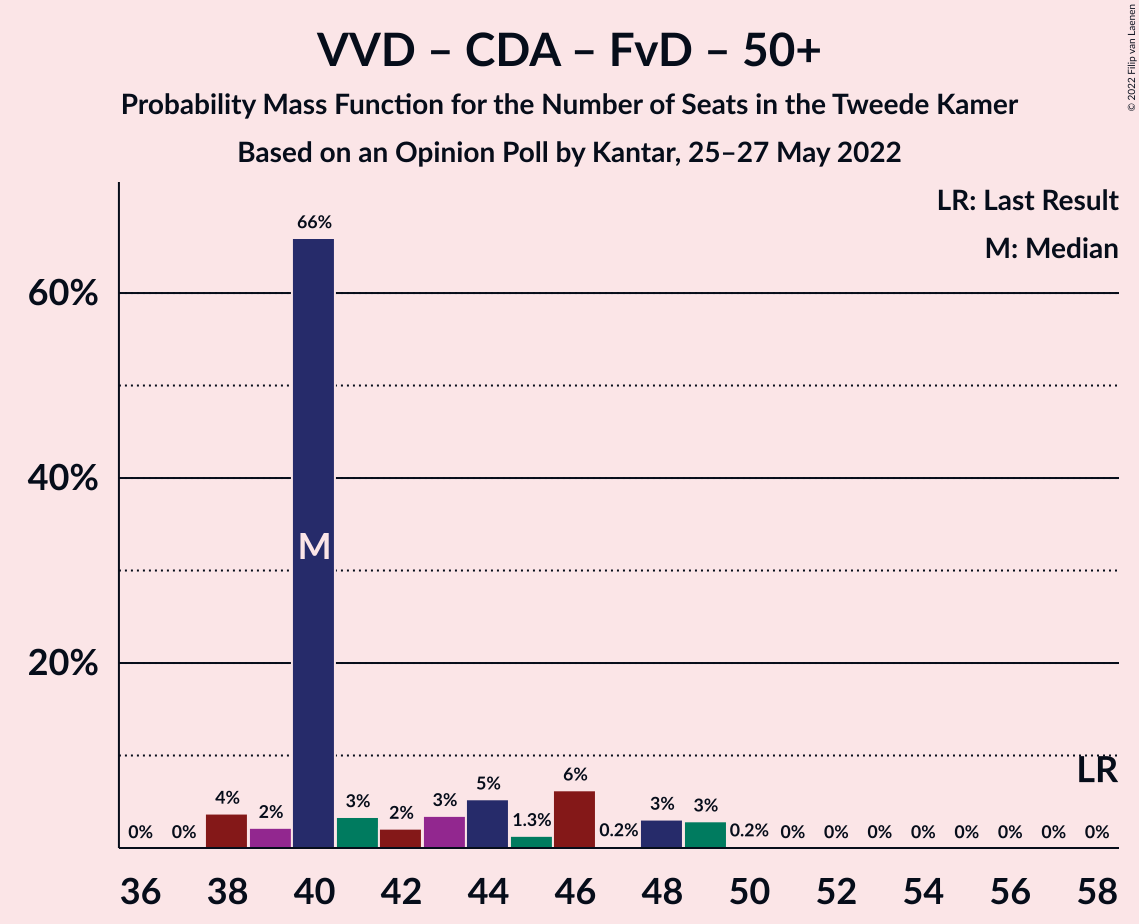 VVD – CDA – FvD – 50+
Probability Mass Function for the Number of Seats in the Tweede Kamer
Based on an Opinion Poll by Kantar, 25–27 May 2022
© 2022 Filip van Laenen
LR: Last Result
M: Median
60%
40%
20%
0% 0% 4% 2% 66% 3% 2% 3% 5% 1.3% 6% 0.2% 3% 3% 0.2% 0% 0% 0% 0% 0% 0% 0% 0%
M
LR
36 38 40 42 44 46 48 50 52 54 56 58